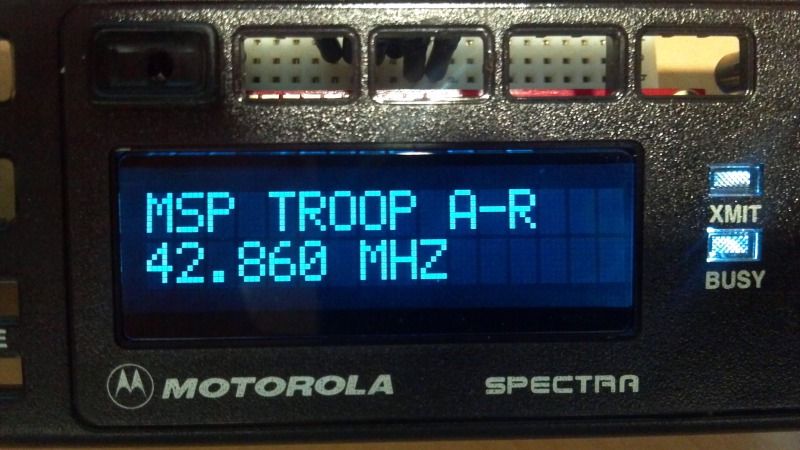 MSP TROOP A-R
42.860 MHZ
XMIT
BUSY
E
MOTOROLA
SPECTRA